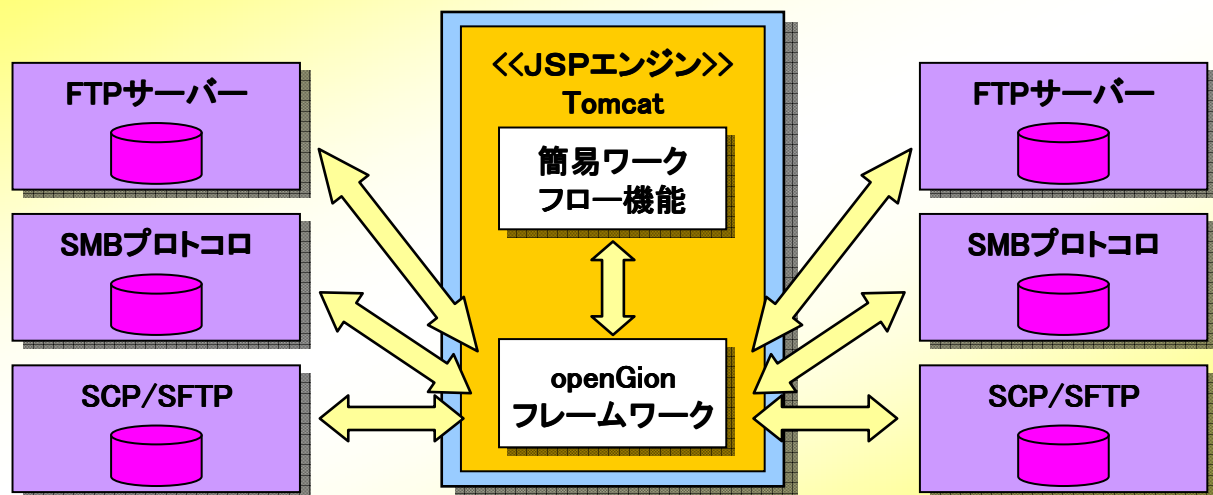 FTPサーバー
SMBプロトコロ
SCP/SFTP
<<JSPエンジン>>
Tomcat
簡易ワーク
フロー機能
openGion
フレームワーク
FTPサーバー
SMBプロトコロ
SCP/SFTP